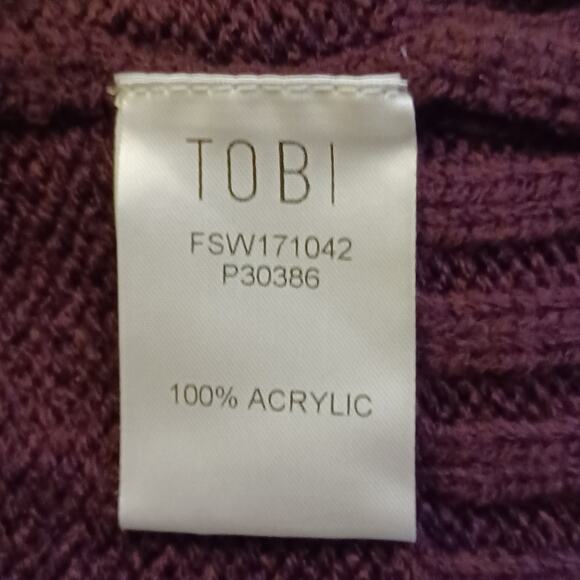 TOBI
FSW171042
P30386
100% ACRYLIC